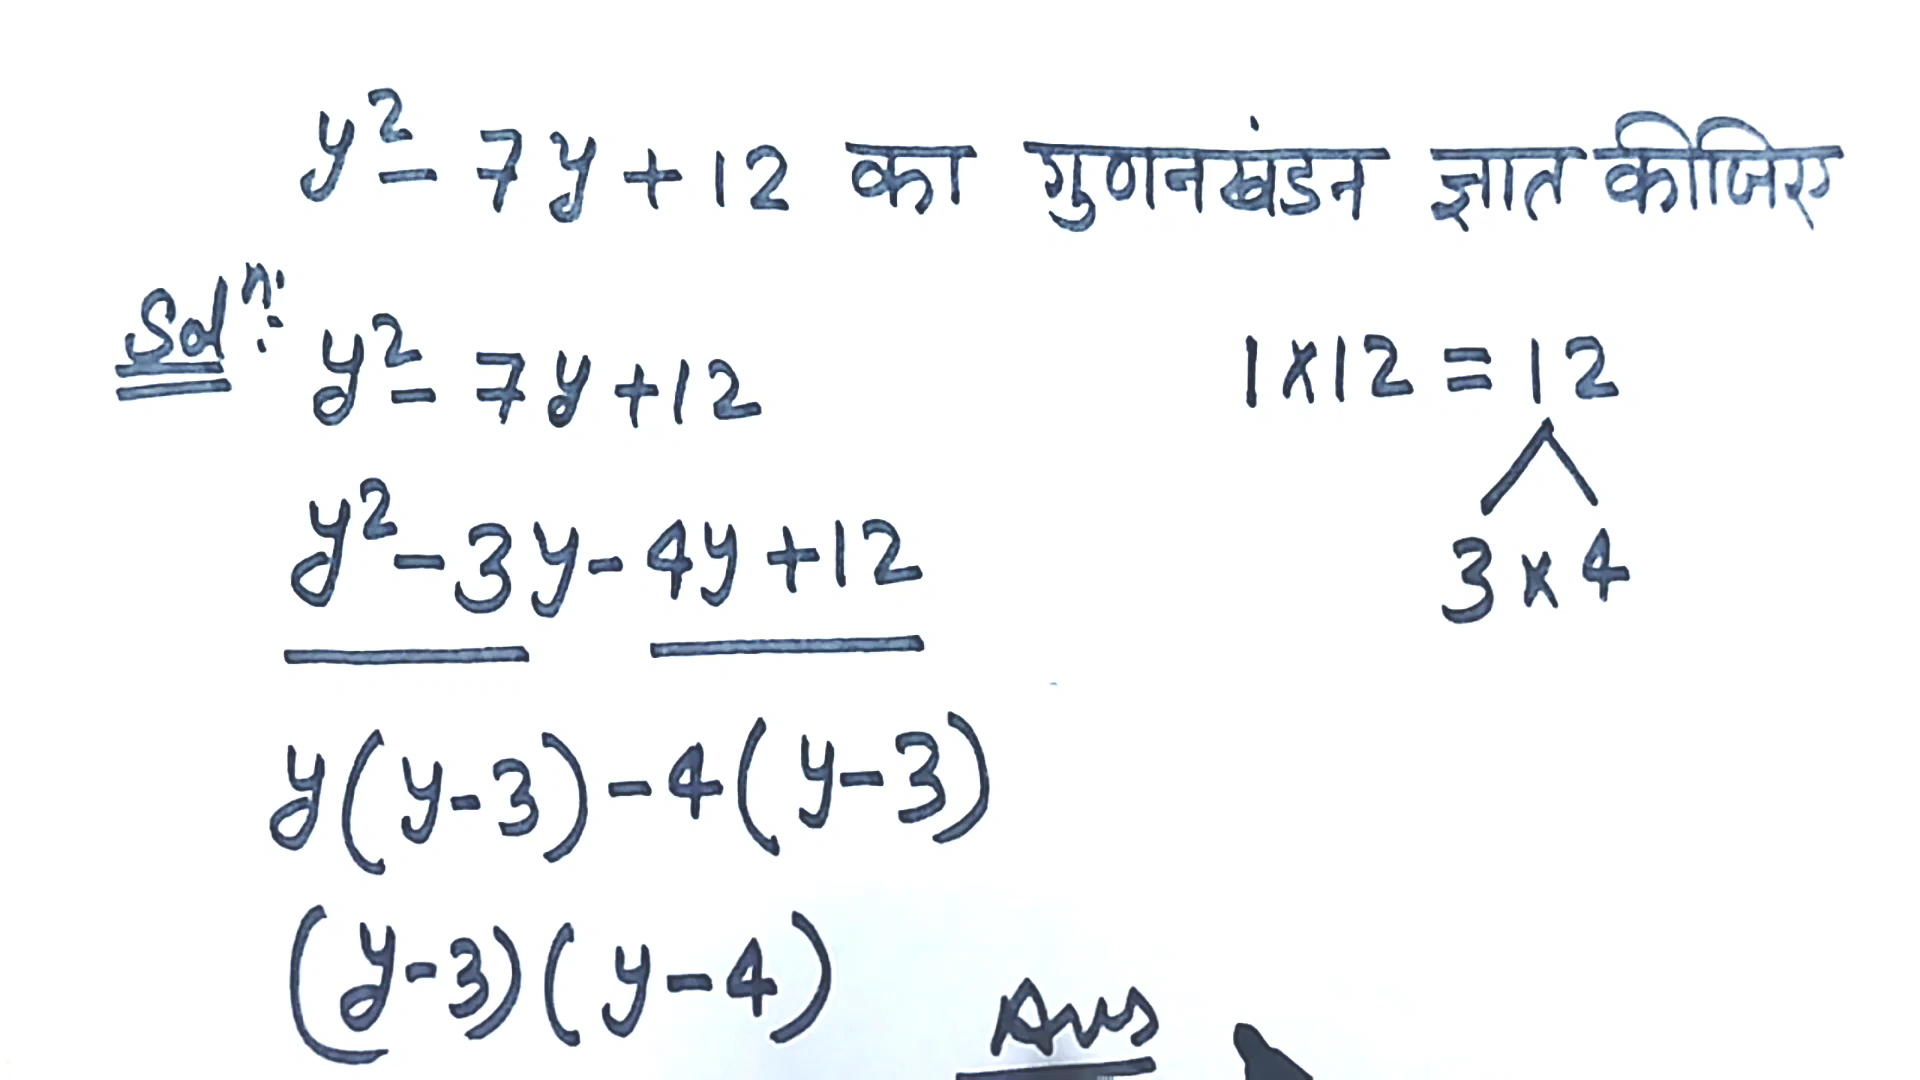 y² - 7y + 12 का गुणनखंडन ज्ञात कीजिए
Solⁿ: y² - 7y + 12
1 x 12 = 12
3 x 4
y² - 3y - 4y + 12
y(y-3) - 4(y-3)
(y-3)(y-4)
Ans